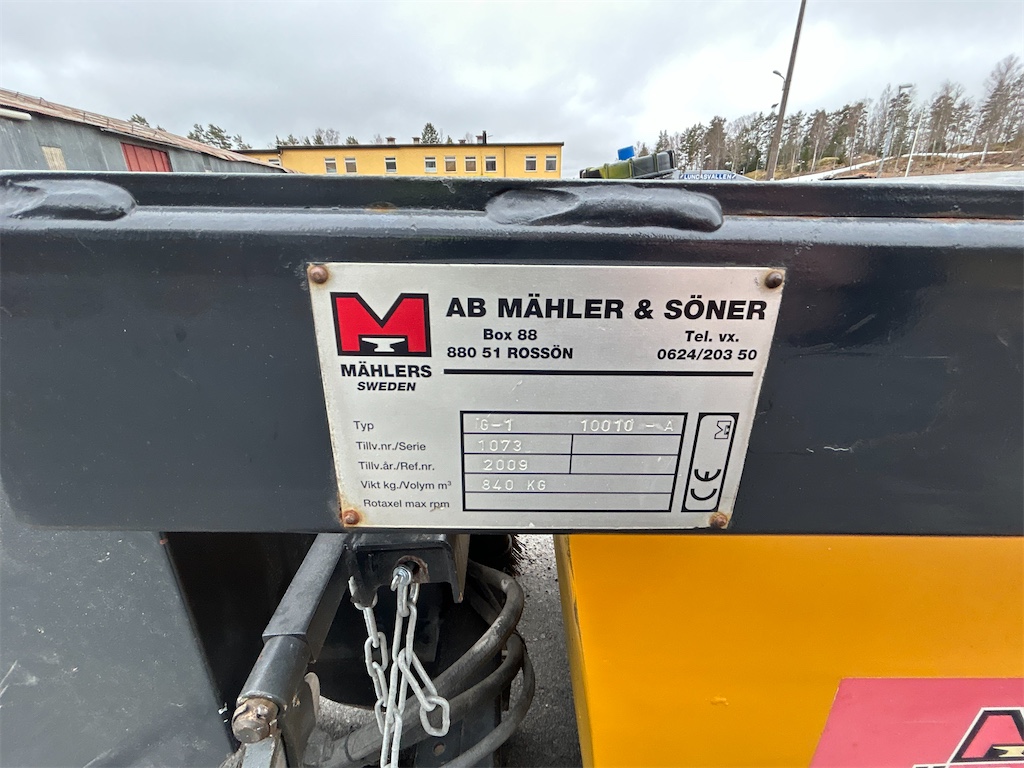 LUNDASVALLEN
M
MÄHLERS
SWEDEN
AB MÄHLER & SÖNER
Box 88 Tel. vx.
880 51 ROSSÖN 0624/203 50
Typ G-1 10010 - A
Tillv.nr./Serie 1073
Tillv.år./Ref.nr. 2009
Vikt kg./Volym m³ 840 KG
Rotaxel max rpm
CE